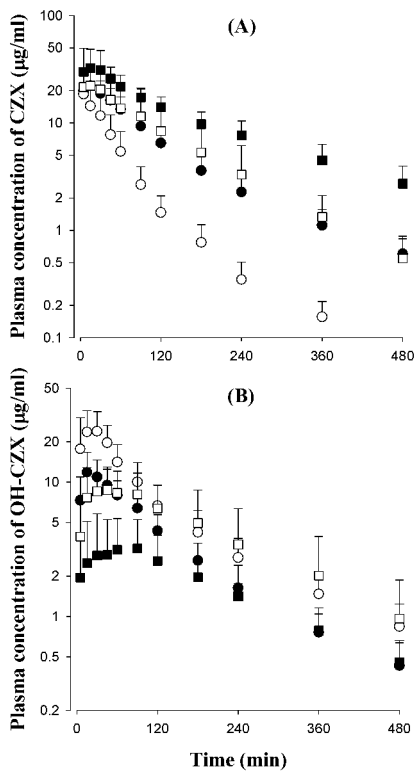 (A)
Plasma concentration of CZX (µg/ml)
100
50
20
10
5
2
1
0.5
0.2
0.1
0 120 240 360 480
(B)
Plasma concentration of OH-CZX (µg/ml)
50
20
10
5
2
1
0.5
0.2
0 120 240 360 480
Time (min)